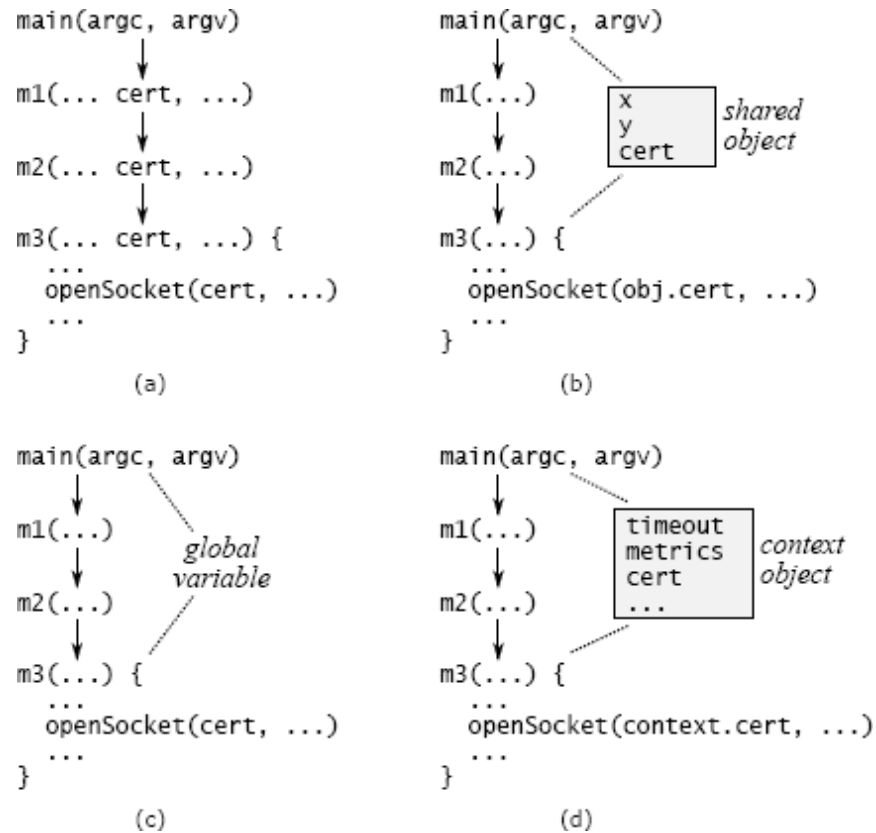 main(argc, argv)
m1(... cert, ...)
m2(... cert, ...)
m3(... cert, ...) {
...
openSocket(cert, ...)
...
}
(a)
main(argc, argv)
m1(...)
x
y
cert
shared
object
m2(...)
m3(...) {
...
openSocket(obj.cert, ...)
...
}
(b)
main(argc, argv)
m1(...)
global
variable
m2(...)
m3(...) {
...
openSocket(cert, ...)
...
}
(c)
main(argc, argv)
m1(...)
timeout
metrics
cert
...
context
object
m2(...)
m3(...) {
...
openSocket(context.cert, ...)
...
}
(d)